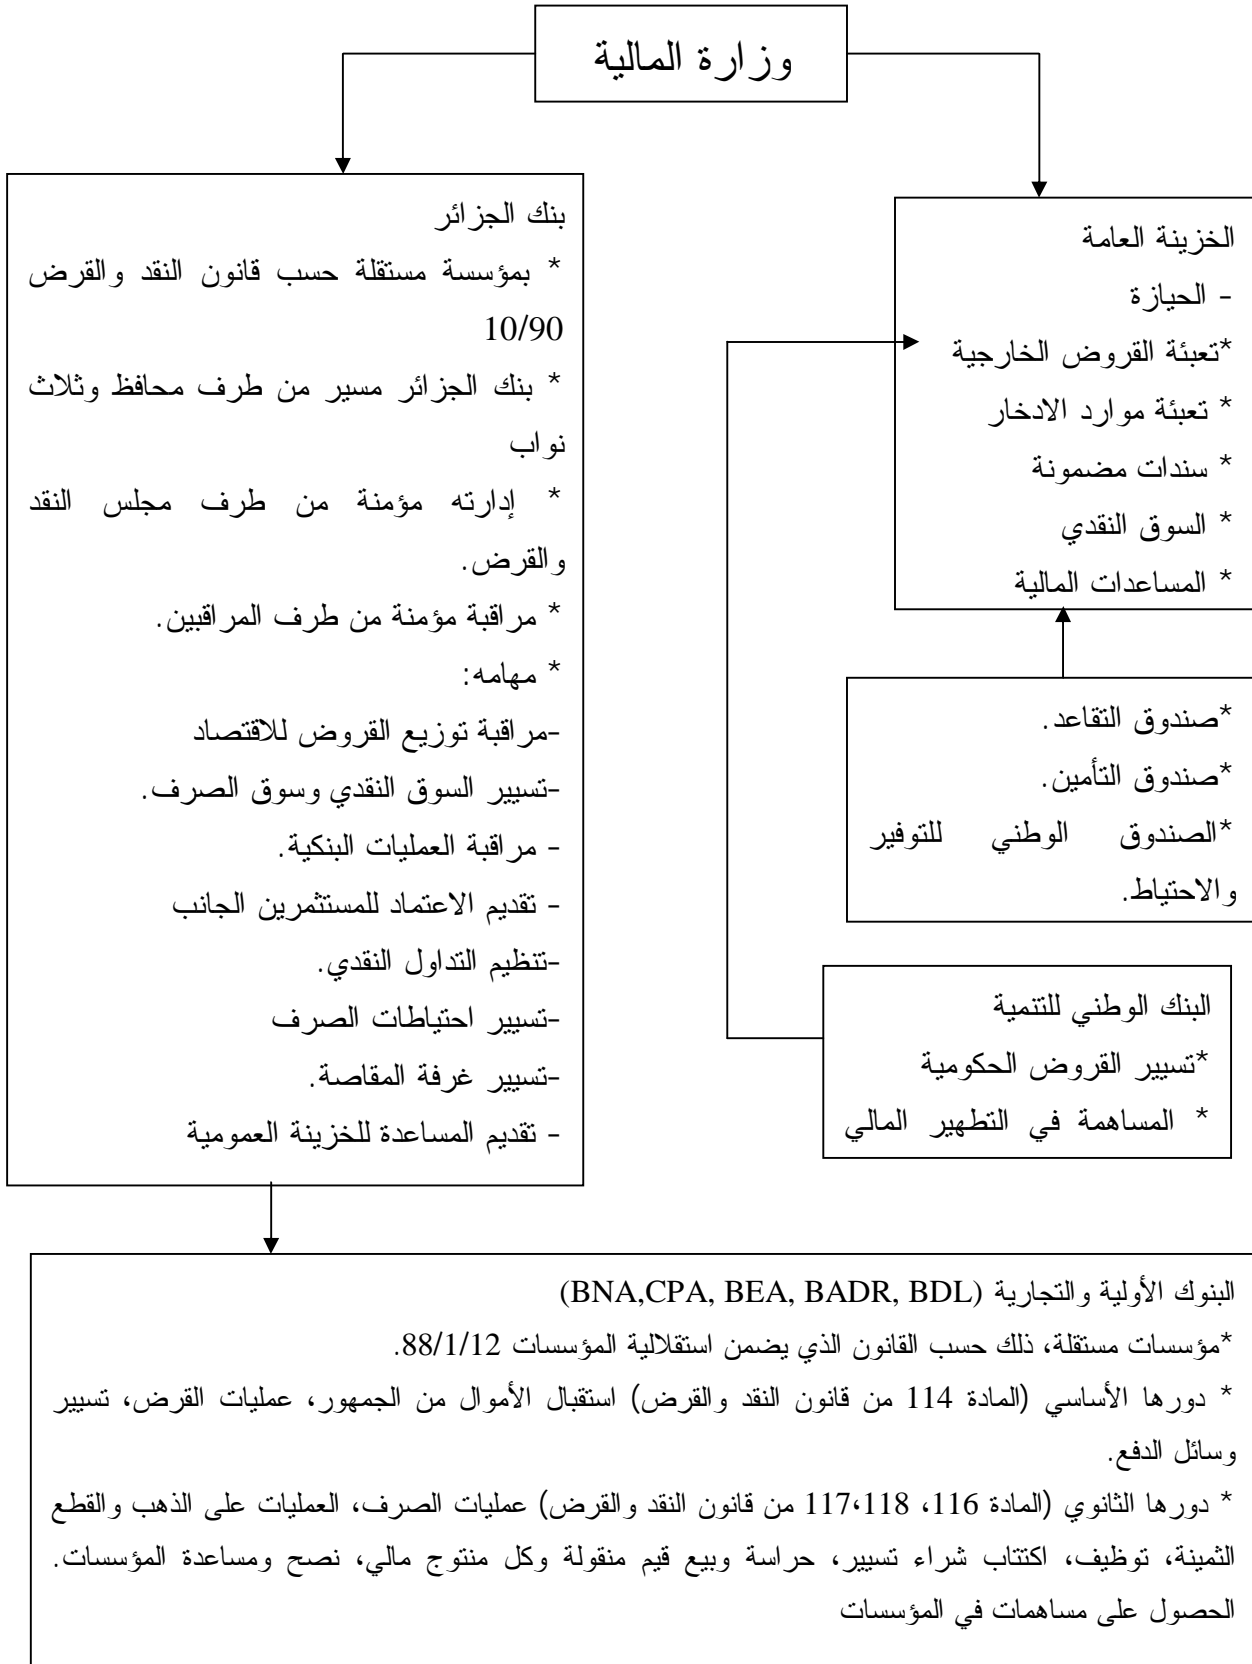 وزارة المالية
الخزينة العامة
- الحيازة
*تعبئة القروض الخارجية
* تعبئة موارد الادخار
* سندات مضمونة
* السوق النقدي
* المساعدات المالية
بنك الجزائر
* بمؤسسة مستقلة حسب قانون النقد والقرض
10/90
* بنك الجزائر مسير من طرف محافظ وثلاث
نواب
* إدارته مؤمنة من طرف مجلس النقد
والقرض.
* مراقبة مؤمنة من طرف المراقبين.
* مهامه:
-مراقبة توزيع القروض للاقتصاد
-تسيير السوق النقدي وسوق الصرف.
- مراقبة العمليات البنكية.
- تقديم الاعتماد للمستثمرين الجانب
-تنظيم التداول النقدي.
-تسيير احتياطات الصرف
-تسيير غرفة المقاصة.
- تقديم المساعدة للخزينة العمومية
*صندوق التقاعد.
*صندوق التأمين.
*الصندوق الوطني للتوفير
والاحتياط.
البنك الوطني للتنمية
*تسيير القروض الحكومية
* المساهمة في التطهير المالي
البنوك الأولية والتجارية (BNA,CPA, BEA, BADR, BDL)
*مؤسسات مستقلة، ذلك حسب القانون الذي يضمن استقلالية المؤسسات 88/1/12.
* دورها الأساسي (المادة 114 من قانون النقد والقرض) استقبال الأموال من الجمهور، عمليات القرض، تسيير
وسائل الدفع.
* دورها الثانوي (المادة 116، 117،118 من قانون النقد والقرض) عمليات الصرف، العمليات على الذهب والقطع
الثمينة، توظيف، اكتتاب شراء تسيير، حراسة وبيع قيم منقولة وكل منتوج مالي، نصح ومساعدة المؤسسات.
الحصول على مساهمات في المؤسسات